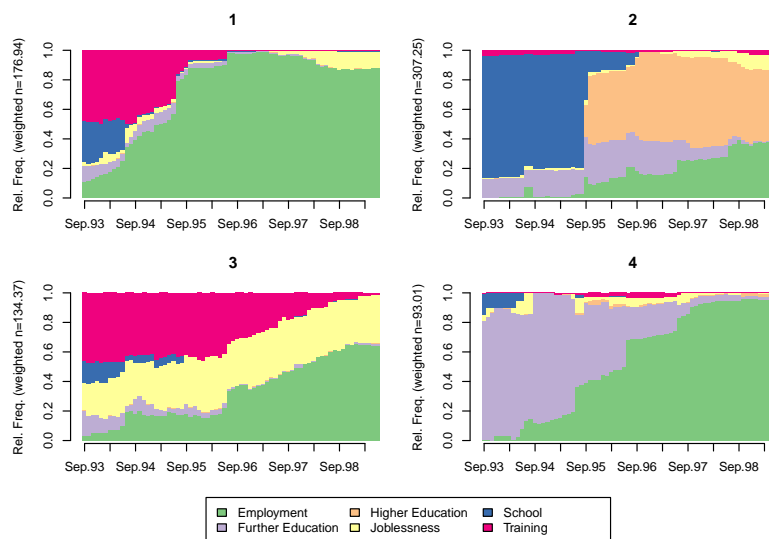 1
Rel. Freq. (weighted n=176.94)
1.0
0.8
0.6
0.4
0.2
0.0
Sep.93 Sep.94 Sep.95 Sep.96 Sep.97 Sep.98
2
Rel. Freq. (weighted n=307.25)
1.0
0.8
0.6
0.4
0.2
0.0
Sep.93 Sep.94 Sep.95 Sep.96 Sep.97 Sep.98
3
Rel. Freq. (weighted n=134.37)
1.0
0.8
0.6
0.4
0.2
0.0
Sep.93 Sep.94 Sep.95 Sep.96 Sep.97 Sep.98
4
Rel. Freq. (weighted n=93.01)
1.0
0.8
0.6
0.4
0.2
0.0
Sep.93 Sep.94 Sep.95 Sep.96 Sep.97 Sep.98
Employment Higher Education School
Further Education Joblessness Training